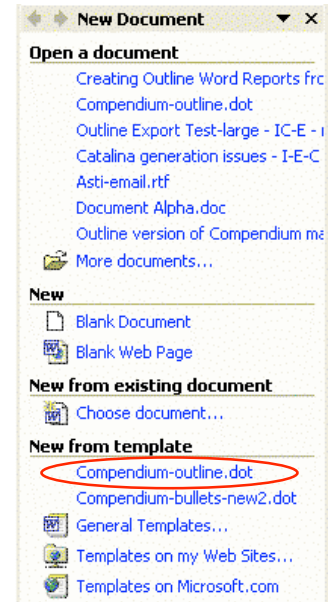 New Document
Open a document
Creating Outline Word Reports fro
Compendium-outline.dot
Outline Export Test-large - IC-E -
Catalina generation issues - I-E-C
Asti-email.rtf
Document Alpha.doc
Outline version of Compendium ma
More documents...
New
Blank Document
Blank Web Page
New from existing document
Choose document...
New from template
Compendium-outline.dot
Compendium-bullets-new2.dot
General Templates...
Templates on my Web Sites...
Templates on Microsoft.com